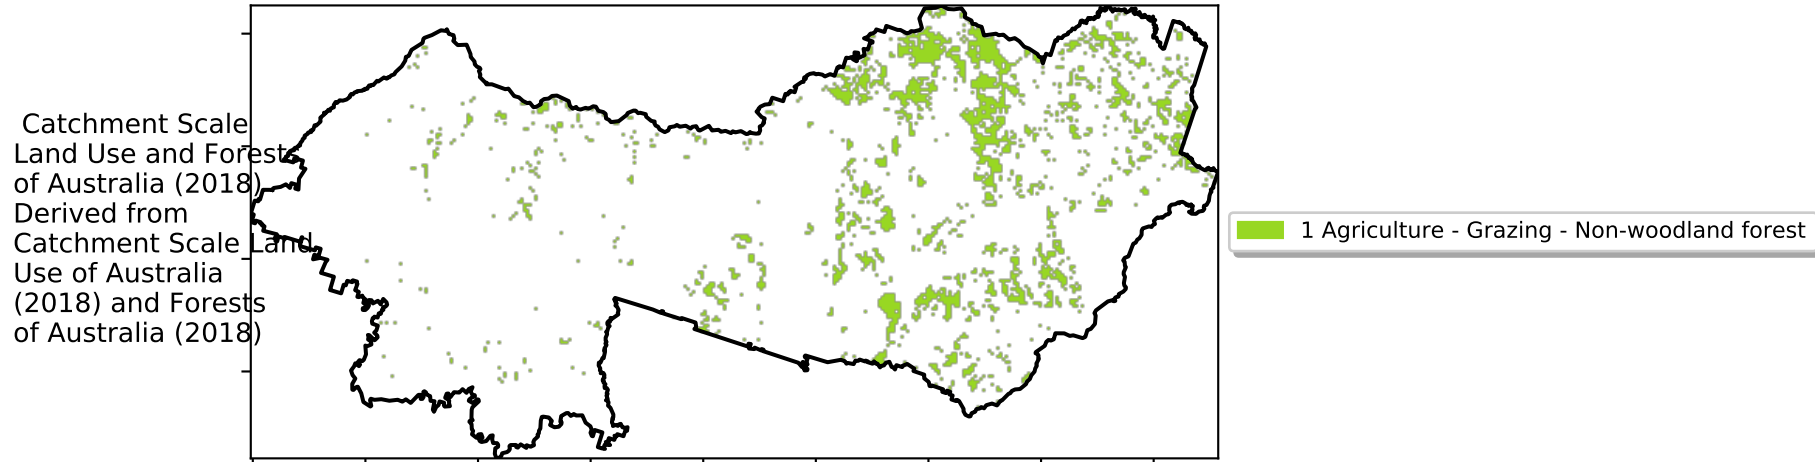 Catchment Scale
Land Use and Forests
of Australia (2018)
Derived from
Catchment Scale Land
Use of Australia
(2018) and Forests
of Australia (2018)
1 Agriculture - Grazing - Non-woodland forest